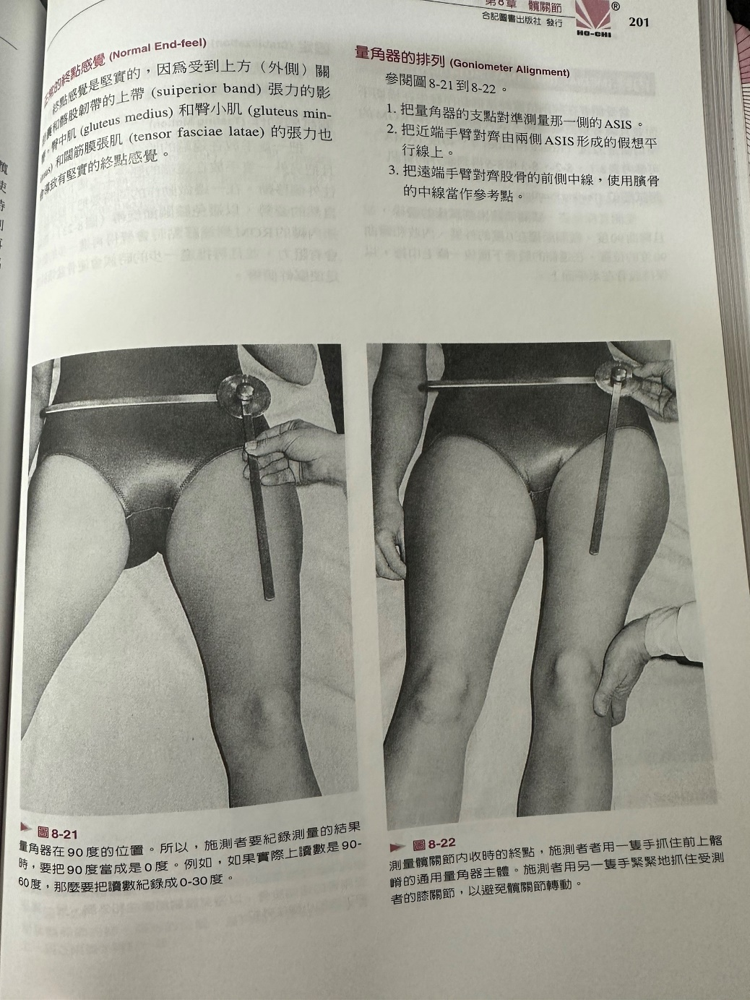 第8章 髖關節
合記圖書出版社 發行
HO-CHI
®
201
正常的終點感覺 (Normal End-feel)
終點感覺是堅實的，因為受到上方（外側）關
節囊和髂股韌帶的上帶 (suiperior band) 張力的影
響。臀中肌 (gluteus medius) 和臀小肌 (gluteus min-
imus) 和闊筋膜張肌 (tensor fasciae latae) 的張力也
會導致有堅實的終點感覺。
量角器的排列 (Goniometer Alignment)
參閱圖 8-21 到 8-22 。
1. 把量角器的支點對準測量那一側的 ASIS 。
2. 把近端手臂對齊由兩側 ASIS 形成的假想平
行線上。
3. 把遠端手臂對齊股骨的前側中線，使用臏骨
的中線當作參考點。
圖 8-21
量角器在 90 度的位置。所以，施測者要紀錄測量的結果
時，要把 90 度當成是 0 度。例如，如果實際上讀數是 90-
60 度，那麼要把讀數紀錄成 0-30 度。
圖 8-22
測量髖關節內收時的終點，施測者者用一隻手抓住前上髂
嵴的通用量角器主體。施測者用另一隻手緊緊地抓住受測
者的膝關節，以避免髖關節轉動。